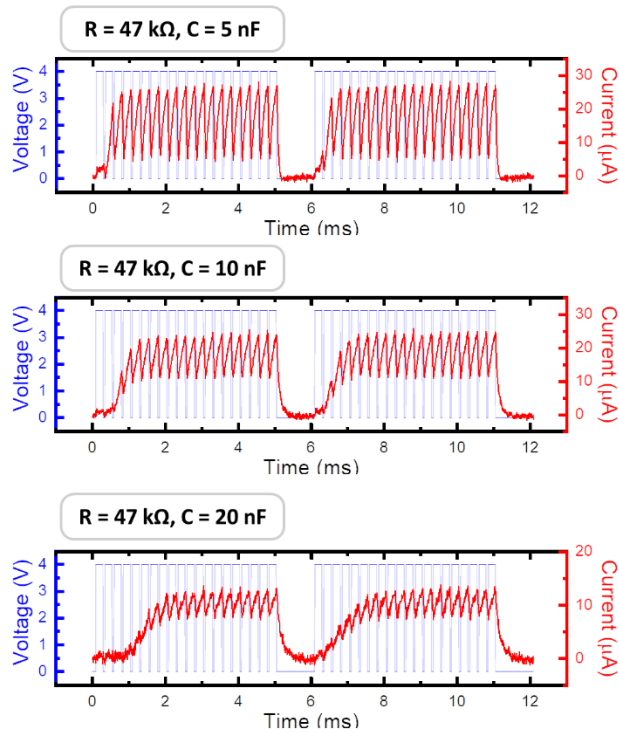 R = 47 kΩ, C = 5 nF
Voltage (V)
4
3
2
1
0
30
20
10
0
Current (μA)
0 2 4 6 8 10 12
Time (ms)
R = 47 kΩ, C = 10 nF
Voltage (V)
4
3
2
1
0
30
20
10
0
Current (μA)
0 2 4 6 8 10 12
Time (ms)
R = 47 kΩ, C = 20 nF
Voltage (V)
4
3
2
1
0
20
10
0
Current (μA)
0 2 4 6 8 10 12
Time (ms)